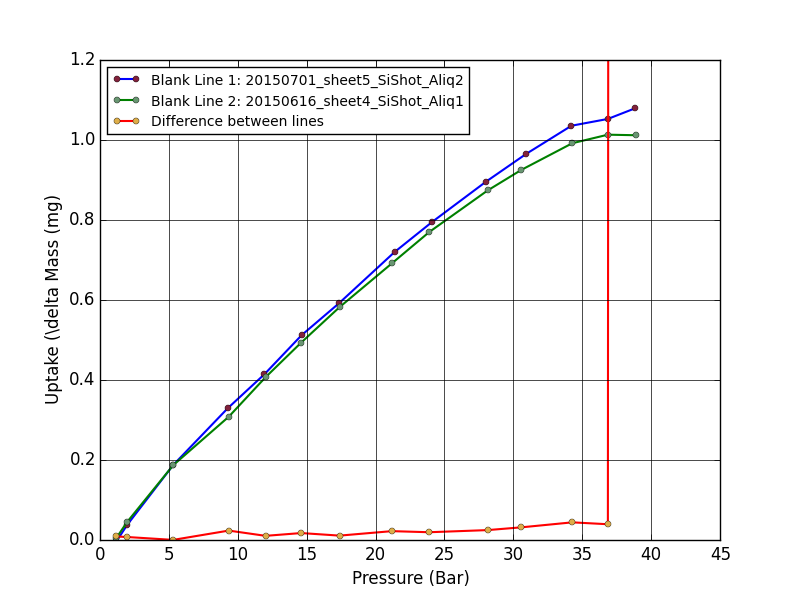 1.2
1.0
0.8
0.6
0.4
0.2
0.0
Uptake (\delta Mass (mg)
Blank Line 1: 20150701_sheet5_SiShot_Aliq2
Blank Line 2: 20150616_sheet4_SiShot_Aliq1
Difference between lines
0 5 10 15 20 25 30 35 40 45
Pressure (Bar)